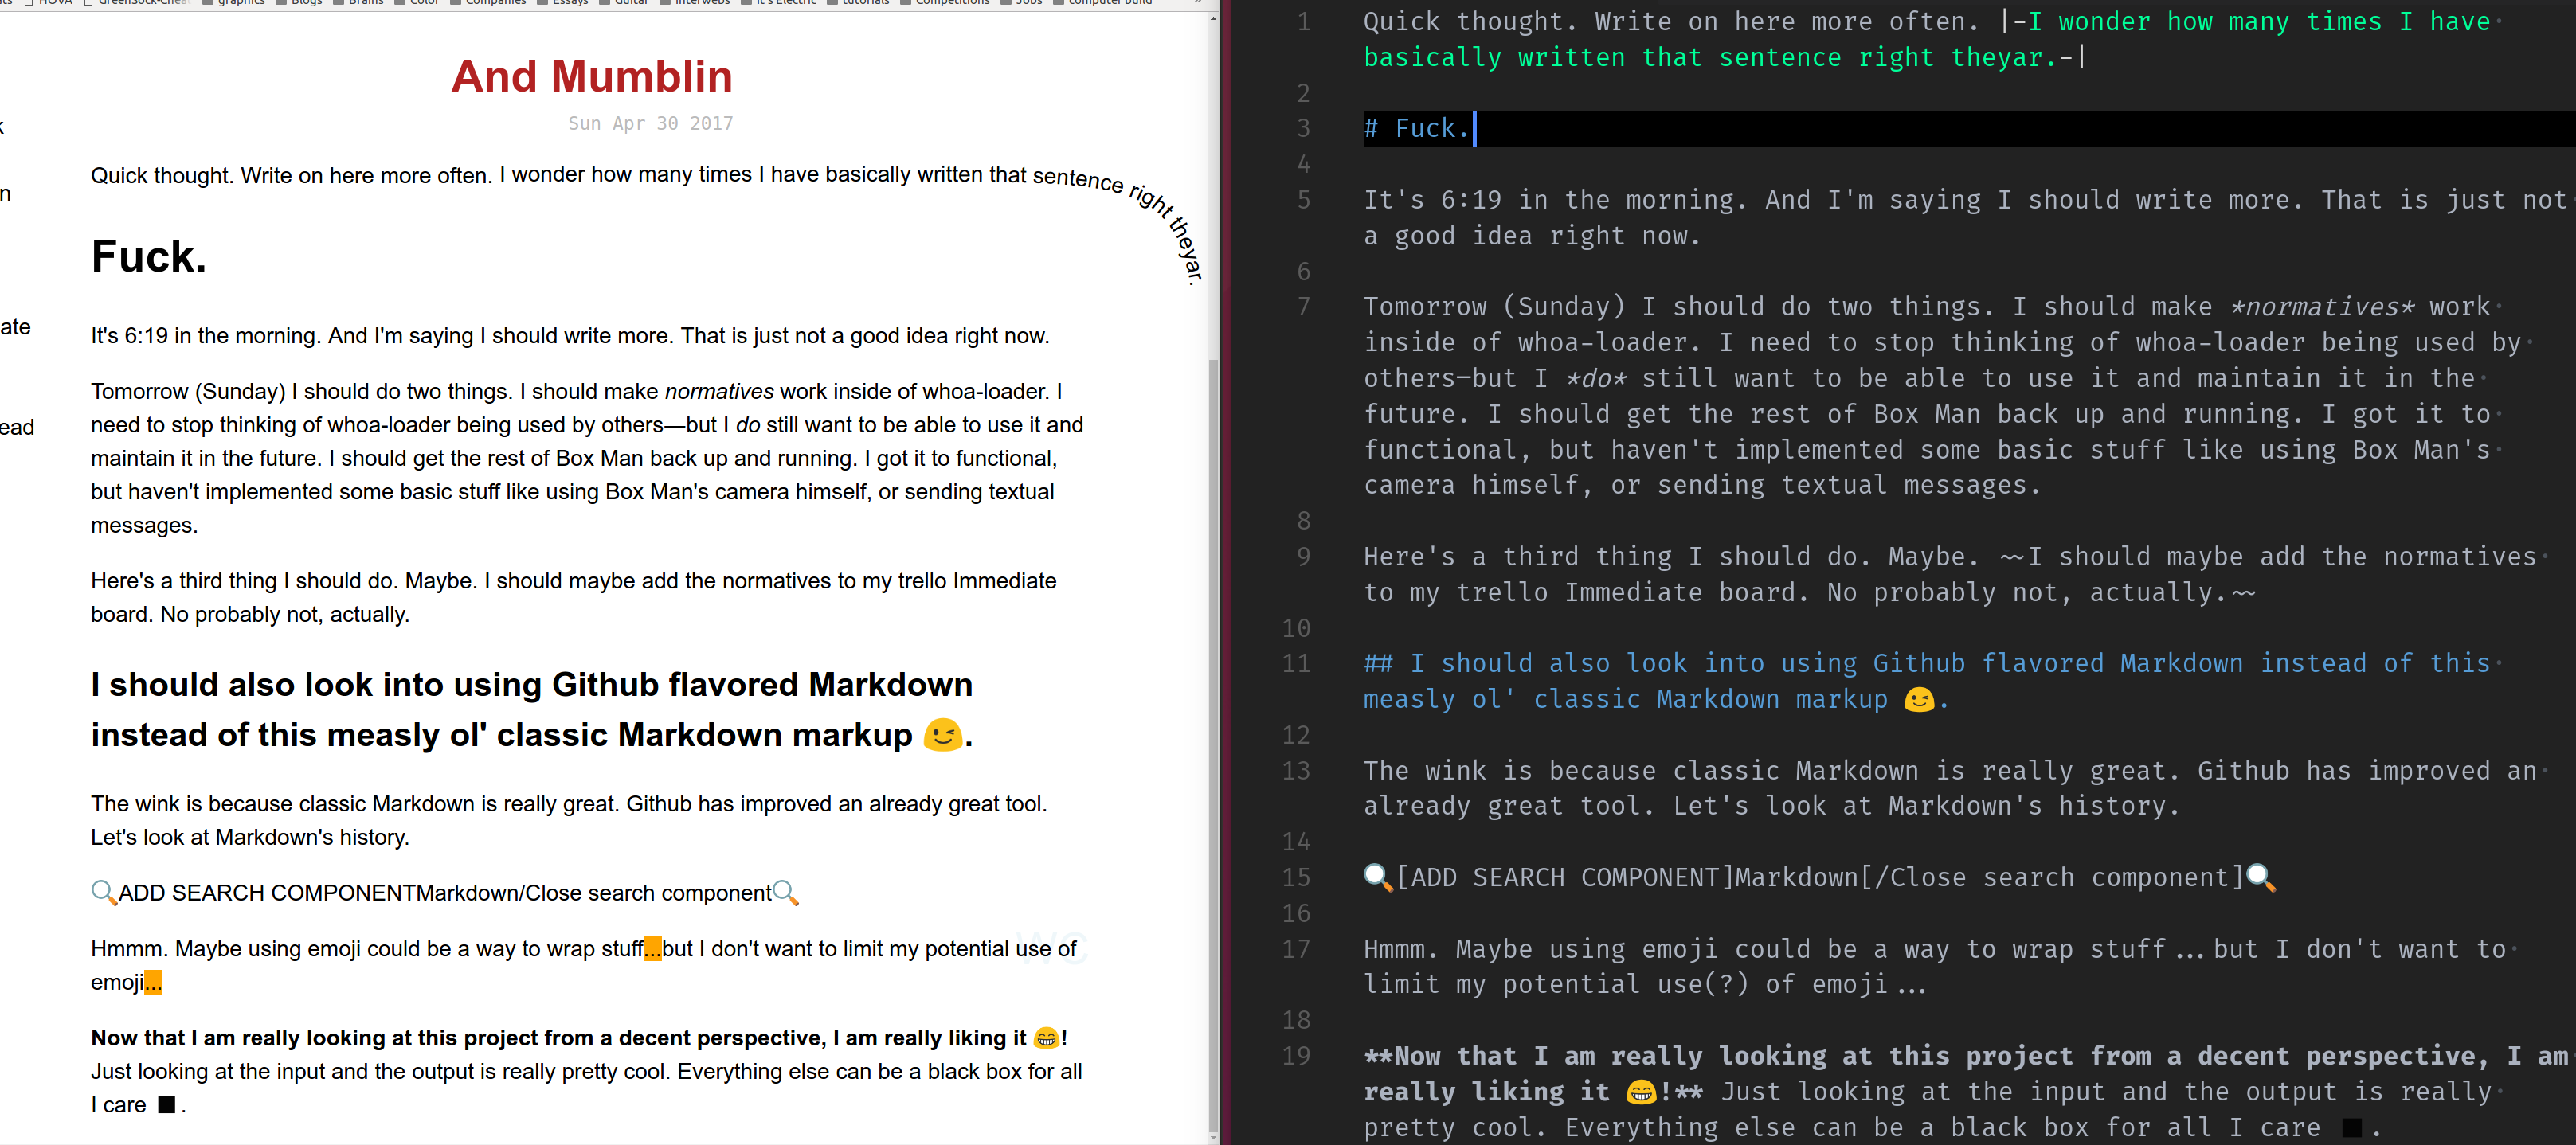 GreenSock-Cheat graphics Blogs Brains Color Companies Essays Guitar Interwebs It's Electric tutorials Competitions Jobs computer build »
And Mumblin
Sun Apr 30 2017
Quick thought. Write on here more often. I wonder how many times I have basically written that sentence right theyar.
Fuck.
n
It's 6:19 in the morning. And I'm saying I should write more. That is just not a good idea right now.
ate
Tomorrow (Sunday) I should do two things. I should make normatives work inside of whoa-loader. I
need to stop thinking of whoa-loader being used by others—but I do still want to be able to use it and
ead
maintain it in the future. I should get the rest of Box Man back up and running. I got it to functional,
but haven't implemented some basic stuff like using Box Man's camera himself, or sending textual
messages.
Here's a third thing I should do. Maybe. I should maybe add the normatives to my trello Immediate
board. No probably not, actually.
I should also look into using Github flavored Markdown
instead of this measly ol' classic Markdown markup 😉.
The wink is because classic Markdown is really great. Github has improved an already great tool.
Let's look at Markdown's history.
🔍ADD SEARCH COMPONENTMarkdown/Close search component🔍
Hmmm. Maybe using emoji could be a way to wrap stuff...but I don't want to limit my potential use of
emoji...
WC
Now that I am really looking at this project from a decent perspective, I am really liking it 😁!
Just looking at the input and the output is really pretty cool. Everything else can be a black box for all
I care ■ .
1 Quick thought. Write on here more often. |-I wonder how many times I have
basically written that sentence right theyar.-|
2
3 # Fuck.
4
5 It's 6:19 in the morning. And I'm saying I should write more. That is just not
a good idea right now.
6
7 Tomorrow (Sunday) I should do two things. I should make *normatives* work
inside of whoa-loader. I need to stop thinking of whoa-loader being used by
others—but I *do* still want to be able to use it and maintain it in the
future. I should get the rest of Box Man back up and running. I got it to
functional, but haven't implemented some basic stuff like using Box Man's
camera himself, or sending textual messages.
8
9 Here's a third thing I should do. Maybe. ~~I should maybe add the normatives
to my trello Immediate board. No probably not, actually.~~
10
11 ## I should also look into using Github flavored Markdown instead of this
measly ol' classic Markdown markup 😉.
12
13 The wink is because classic Markdown is really great. Github has improved an
already great tool. Let's look at Markdown's history.
14
15 🔍[ADD SEARCH COMPONENT]Markdown[/Close search component]🔍
16
17 Hmmm. Maybe using emoji could be a way to wrap stuff...but I don't want to
limit my potential use(?) of emoji...
18
19 **Now that I am really looking at this project from a decent perspective, I am
really liking it 😁!** Just looking at the input and the output is really
pretty cool. Everything else can be a black box for all I care ■ .